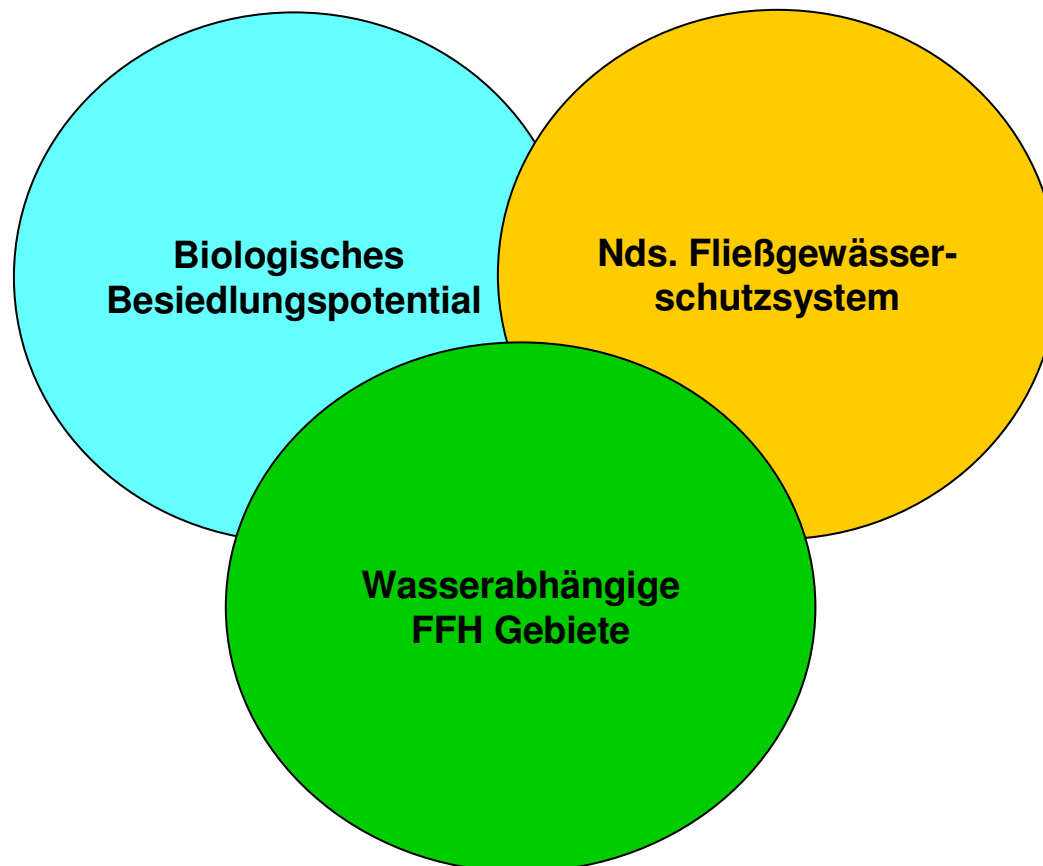 Biologisches
Besiedlungspotential
Nds. Fließgewässer-
schutzsystem
Wasserabhängige
FFH Gebiete